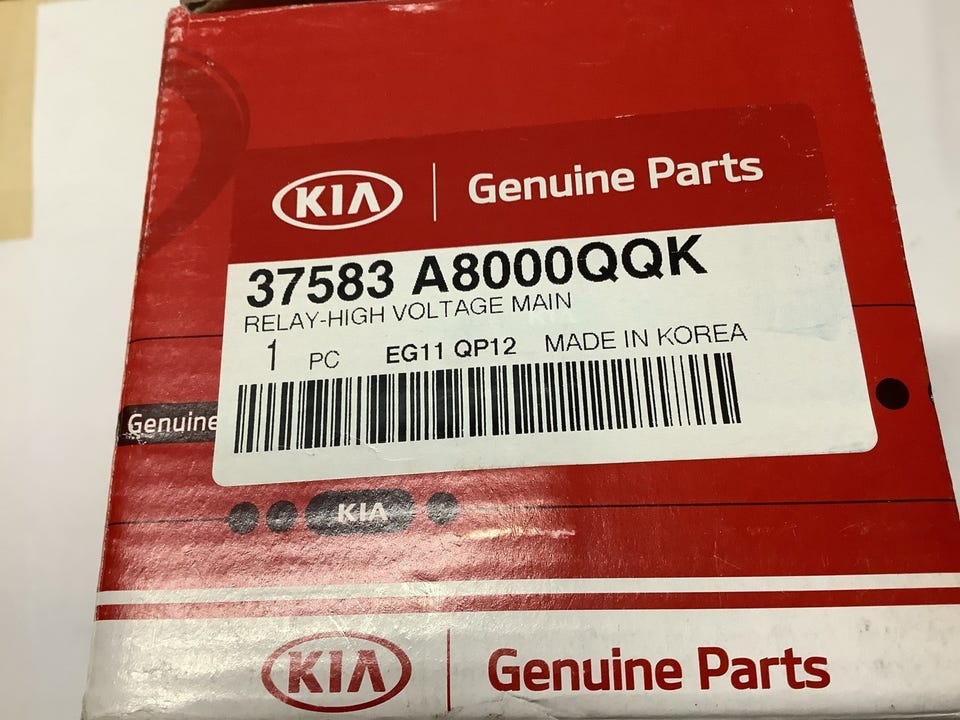 KIA Genuine Parts
37583 A8000QQK
RELAY-HIGH VOLTAGE MAIN
1 PC EG11 QP12 MADE IN KOREA
Genuine
KIA
KIA Genuine Parts